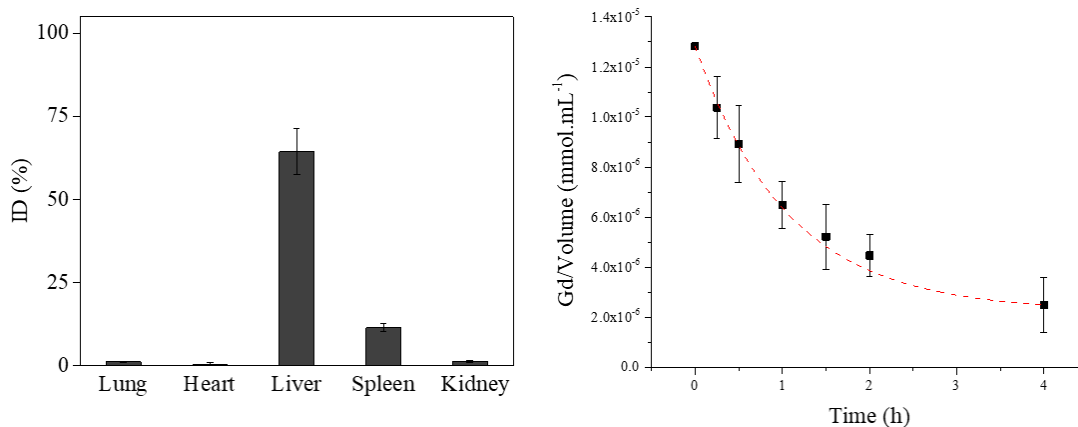 100
75
50
25
0
ID (%)
Lung Heart Liver Spleen Kidney
1.4x10⁻⁵
1.2x10⁻⁵
1.0x10⁻⁵
8.0x10⁻⁶
6.0x10⁻⁶
4.0x10⁻⁶
2.0x10⁻⁶
0.0
Gd/Volume (mmol.mL⁻¹)
0 1 2 3 4
Time (h)